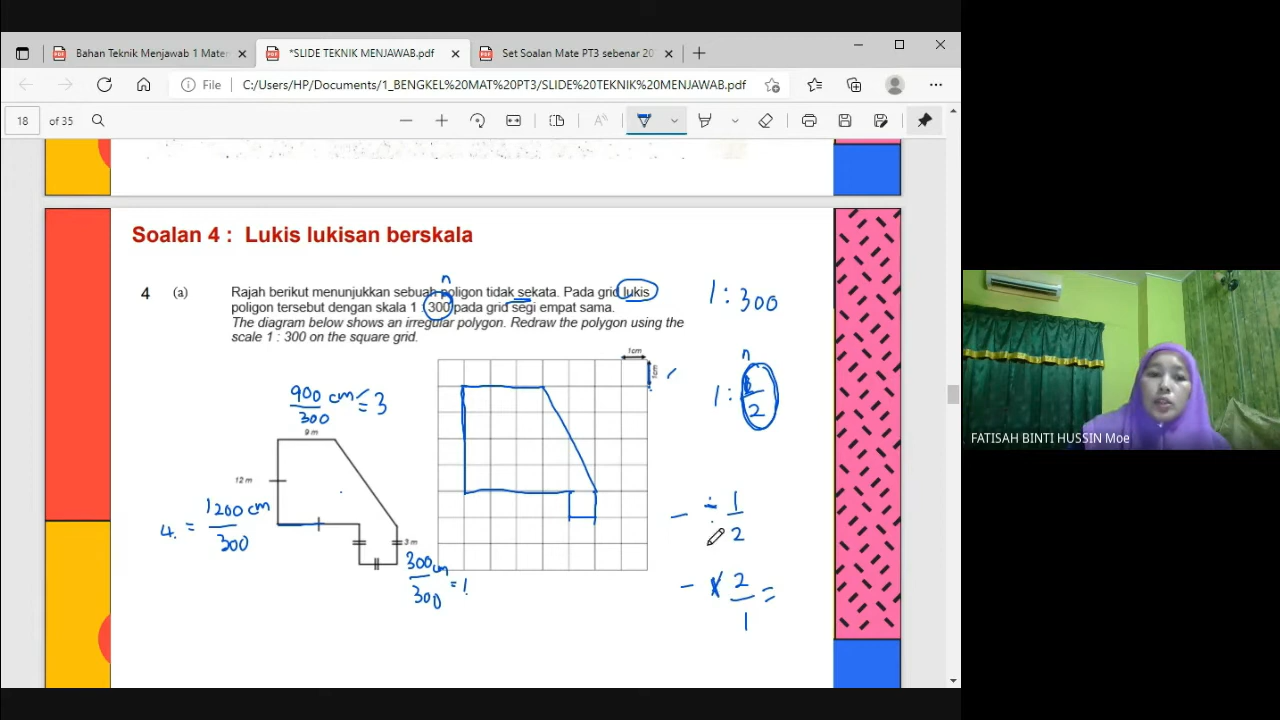 Bahan Teknik Menjawab 1 Mater
*SLIDE TEKNIK MENJAWAB.pdf
Set Soalan Mate PT3 sebenar 20
File
C:/Users/HP/Documents/1_BENGKEL%20MAT%20PT3/SLIDE%20TEKNIK%20MENJAWAB.pdf
18 of 35
Soalan 4 : Lukis lukisan berskala
n
4 (a) Rajah berikut menunjukkan sebuah poligon tidak sekata. Pada grid lukis
poligon tersebut dengan skala 1 : 300 pada grid segi empat sama.
The diagram below shows an irregular polygon. Redraw the polygon using the
scale 1 : 300 on the square grid.
1 : 300
1cm
1cm
n
1 : 1/2
900 cm
300
= 3
9 m
12 m
4. = 1200 cm
300
3 m
300 cm
300
= 1
- ÷ 1
2
- × 2 =
1
FATISAH BINTI HUSSIN Moe